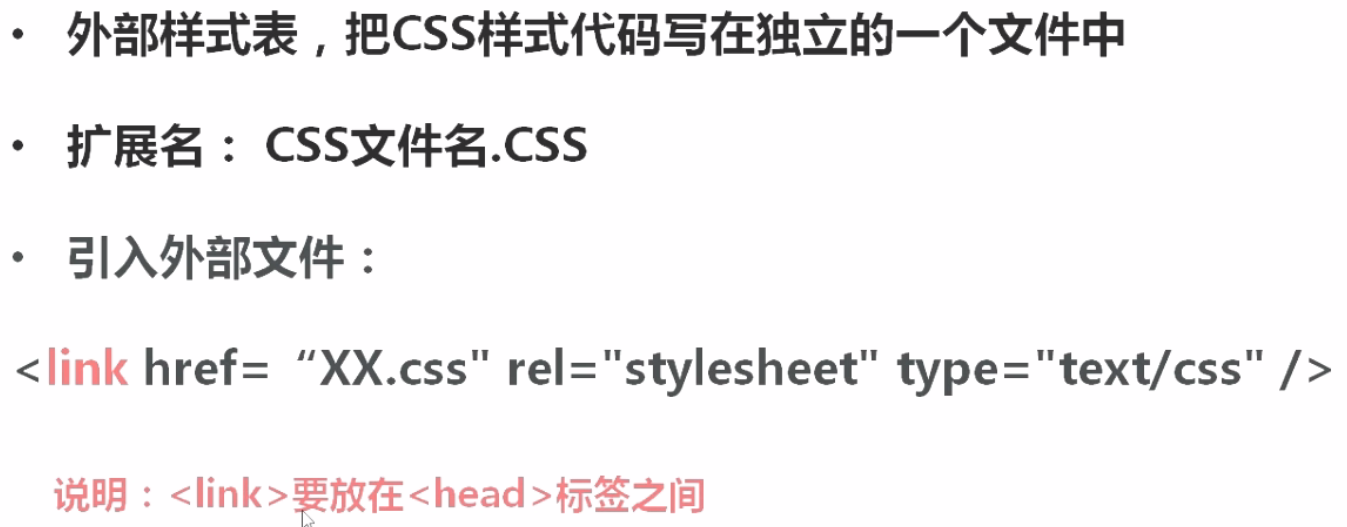 • 外部样式表，把CSS样式代码写在独立的一个文件中
• 扩展名： CSS文件名.CSS
• 引入外部文件：
<link href= “XX.css" rel="stylesheet" type="text/css" />
说明：<link>要放在<head>标签之间